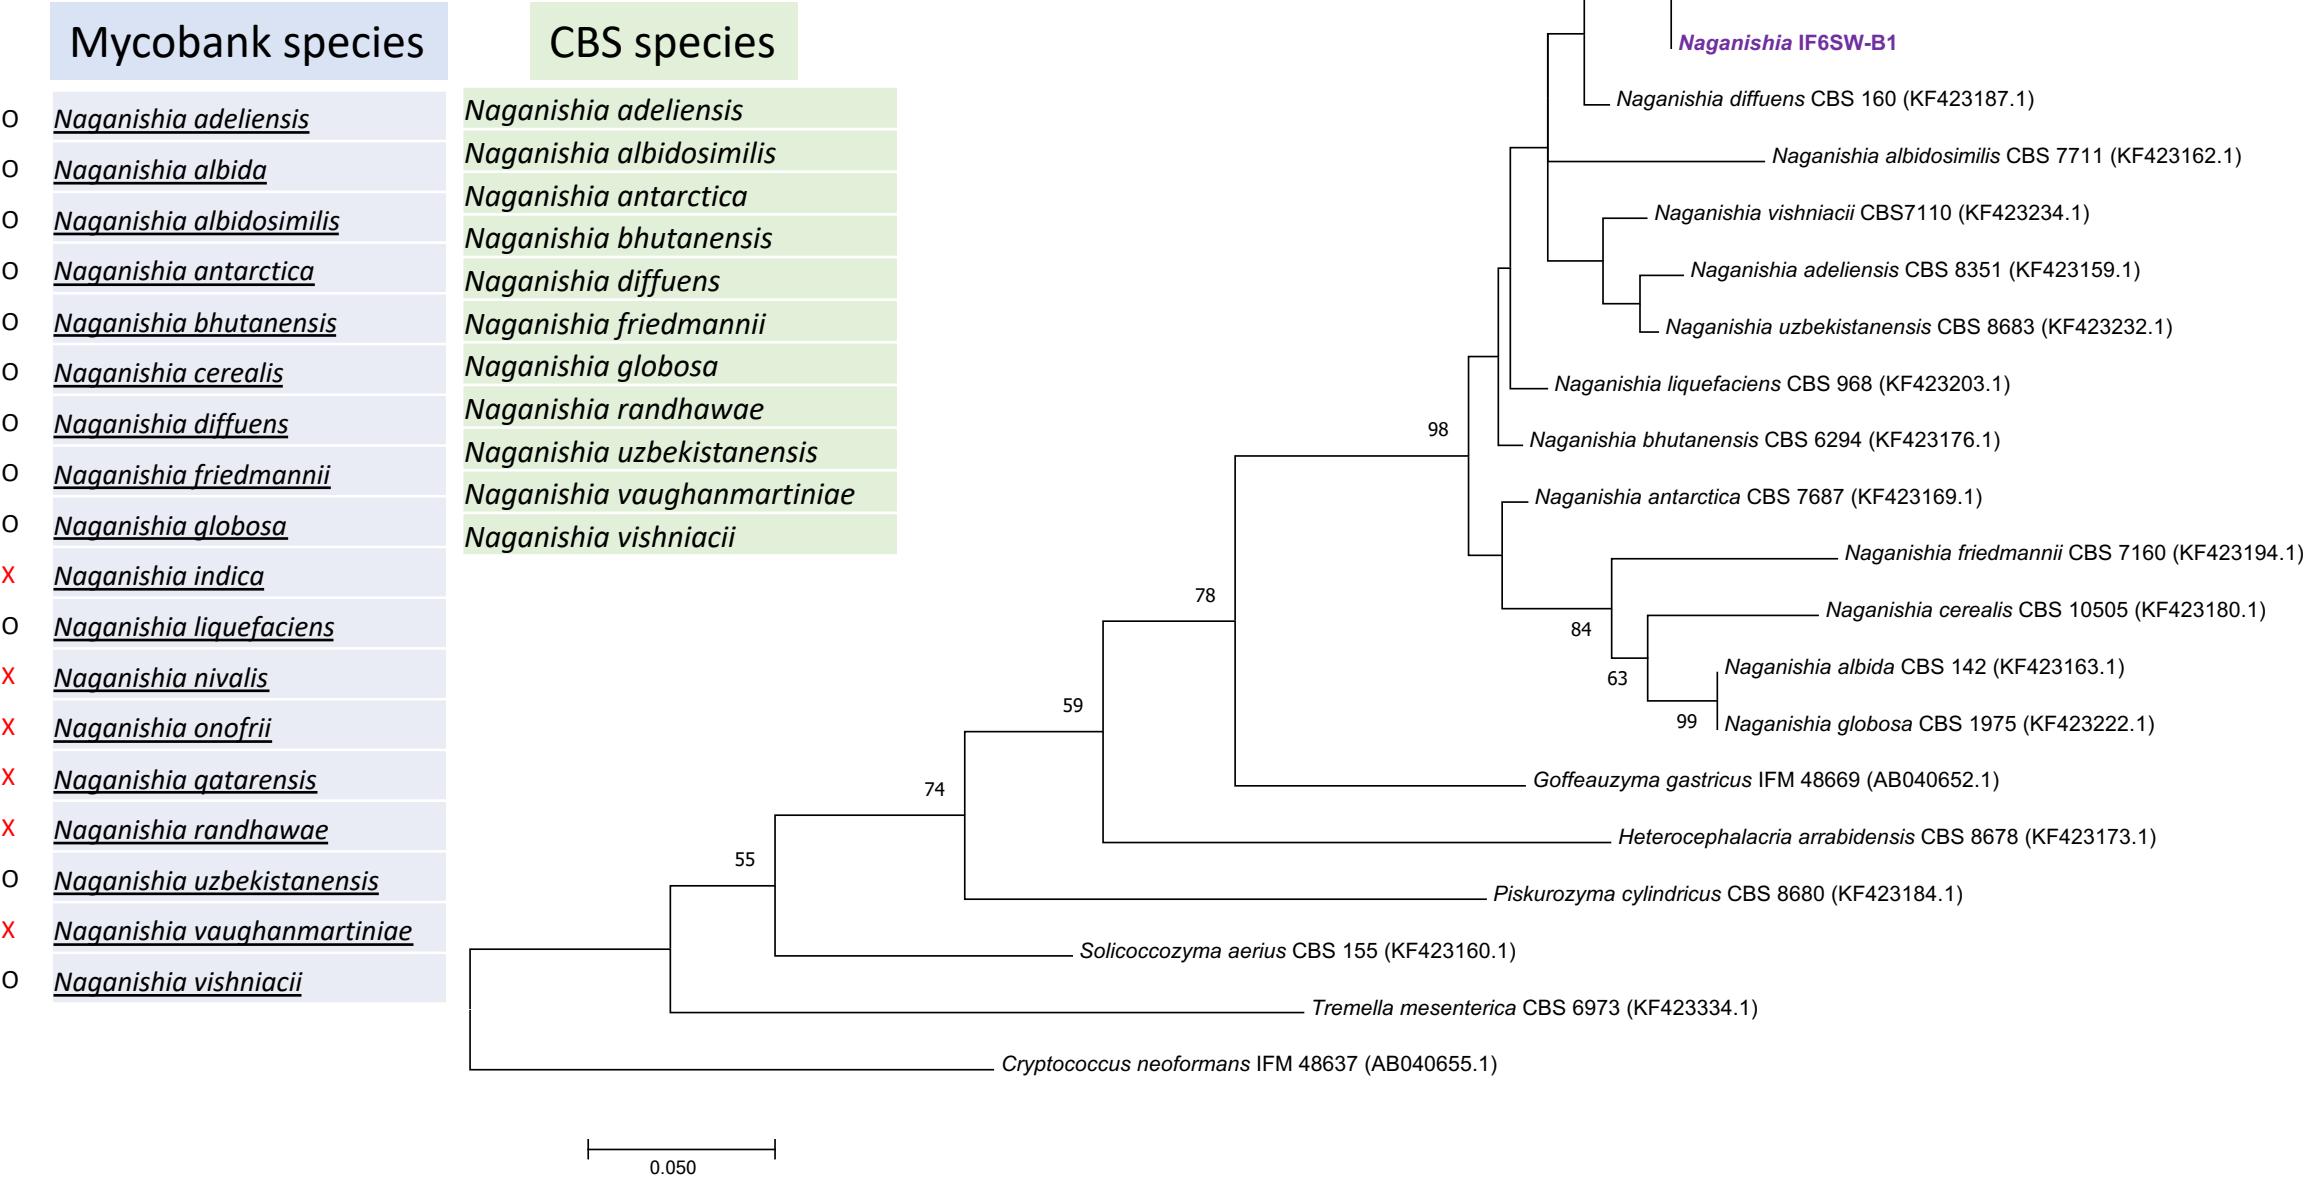 Mycobank species
O Naganishia adeliensis
O Naganishia albida
O Naganishia albidosimilis
O Naganishia antarctica
O Naganishia bhutanensis
O Naganishia cerealis
O Naganishia diffuens
O Naganishia friedmannii
O Naganishia globosa
X Naganishia indica
O Naganishia liquefaciens
X Naganishia nivalis
X Naganishia onofrii
X Naganishia qatarensis
X Naganishia randhawae
O Naganishia uzbekistanensis
X Naganishia vaughanmartiniae
O Naganishia vishniacii
CBS species
Naganishia adeliensis
Naganishia albidosimilis
Naganishia antarctica
Naganishia bhutanensis
Naganishia diffuens
Naganishia friedmannii
Naganishia globosa
Naganishia randhawae
Naganishia uzbekistanensis
Naganishia vaughanmartiniae
Naganishia vishniacii
Naganishia IF6SW-B1
Naganishia diffuens CBS 160 (KF423187.1)
Naganishia albidosimilis CBS 7711 (KF423162.1)
Naganishia vishniacii CBS7110 (KF423234.1)
Naganishia adeliensis CBS 8351 (KF423159.1)
Naganishia uzbekistanensis CBS 8683 (KF423232.1)
Naganishia liquefaciens CBS 968 (KF423203.1)
98
Naganishia bhutanensis CBS 6294 (KF423176.1)
Naganishia antarctica CBS 7687 (KF423169.1)
Naganishia friedmannii CBS 7160 (KF423194.1)
78
Naganishia cerealis CBS 10505 (KF423180.1)
84
Naganishia albida CBS 142 (KF423163.1)
63
59
99
Naganishia globosa CBS 1975 (KF423222.1)
Goffeauzyma gastricus IFM 48669 (AB040652.1)
74
Heterocephalacria arrabidensis CBS 8678 (KF423173.1)
55
Piskurozyma cylindricus CBS 8680 (KF423184.1)
Solicoccozyma aerius CBS 155 (KF423160.1)
Tremella mesenterica CBS 6973 (KF423334.1)
Cryptococcus neoformans IFM 48637 (AB040655.1)
0.050